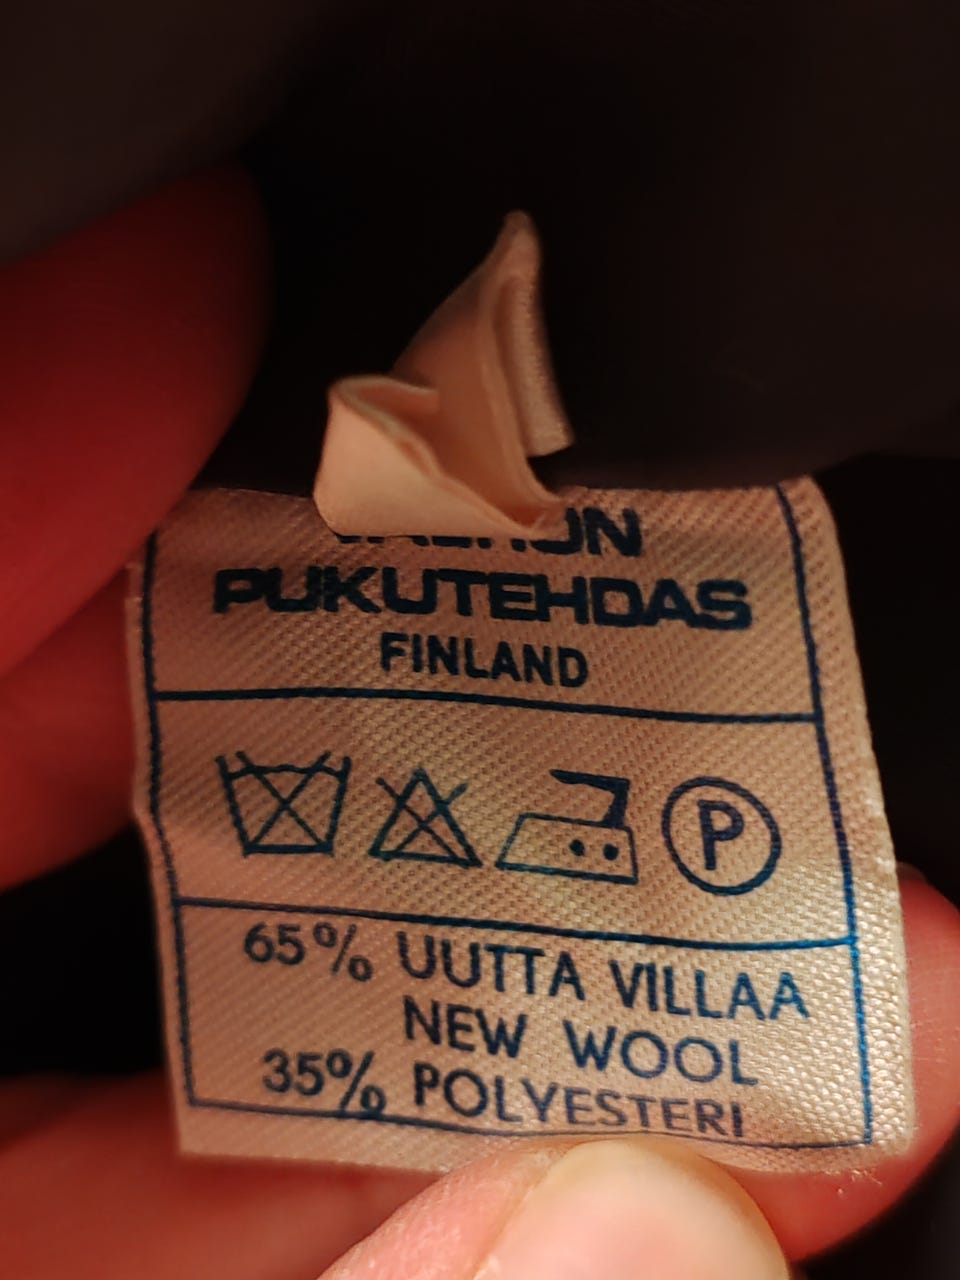 PUKUTEHDAS
FINLAND
P
65% UUTTA VILLAA
NEW WOOL
35% POLYESTERI